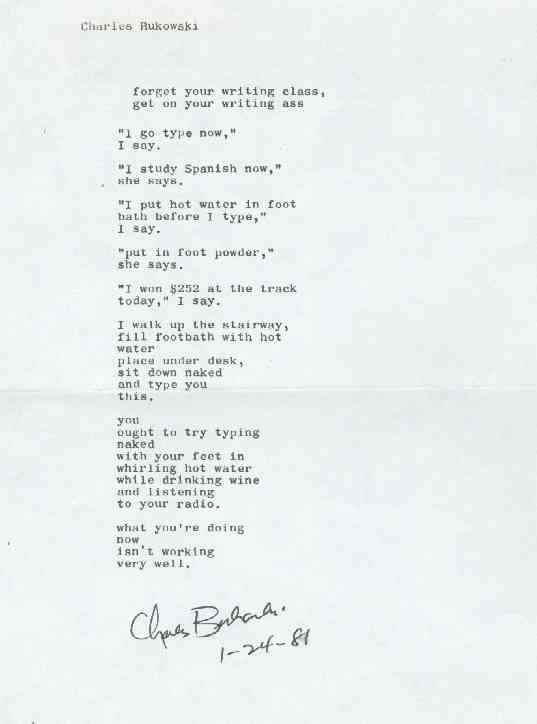 Charles Bukowski
forget your writing class,
get on your writing ass
"I go type now,"
I say.
"I study Spanish now,"
she says.
"I put hot water in foot
bath before I type,"
I say.
"put in foot powder,"
she says.
"I won $252 at the track
today," I say.
I walk up the stairway,
fill footbath with hot
water
place under desk,
sit down naked
and type you
this.
you
ought to try typing
naked
with your feet in
whirling hot water
while drinking wine
and listening
to your radio.
what you're doing
now
isn't working
very well.
Charles Bukowski
1-24-81